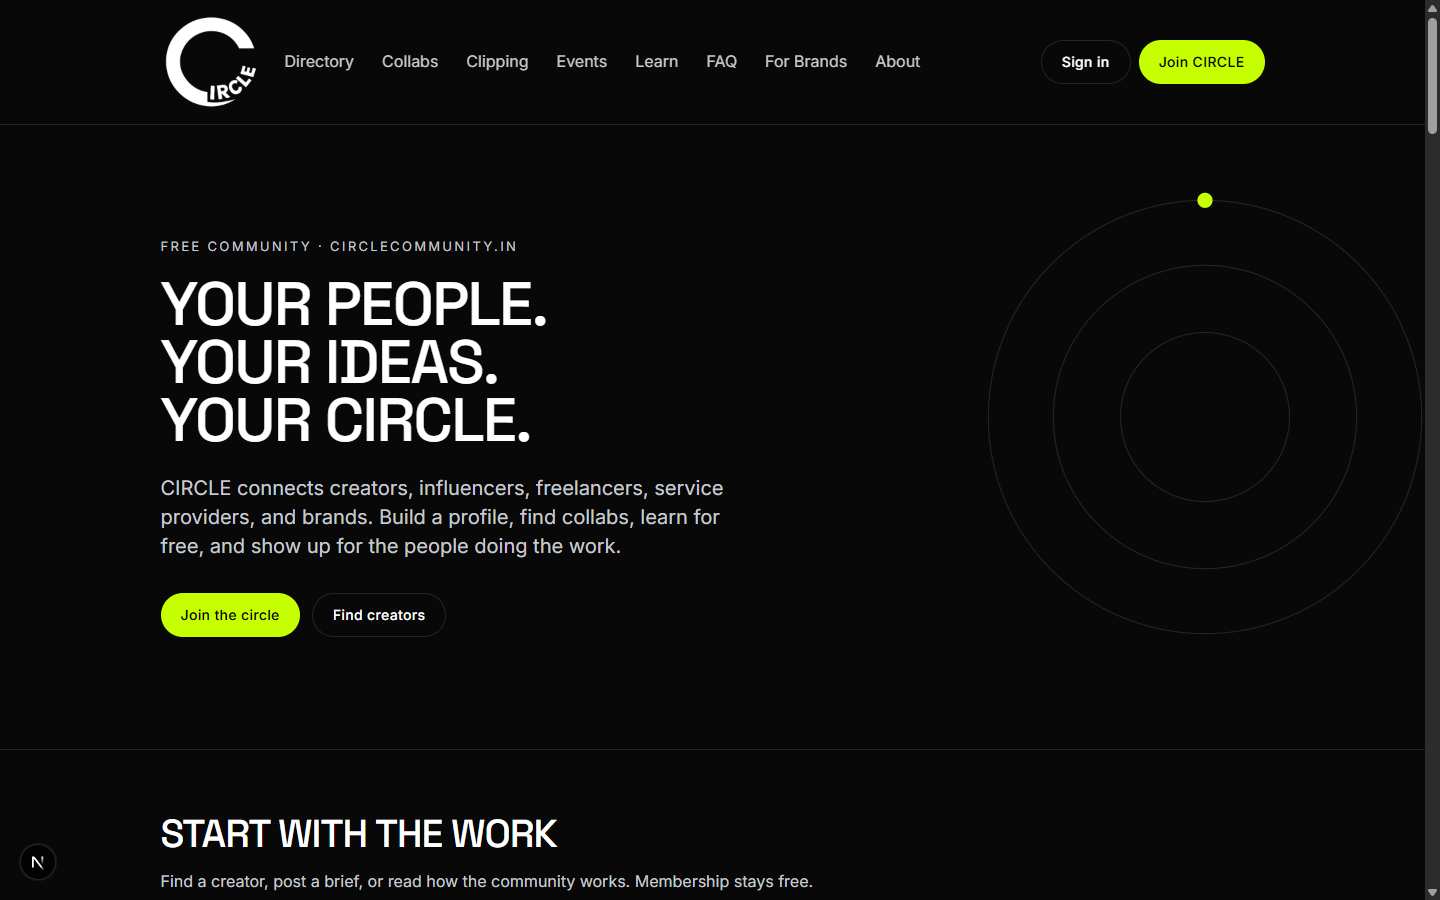 CIRCLE
Directory
Collabs
Clipping
Events
Learn
FAQ
For Brands
About
Sign in
Join CIRCLE
FREE COMMUNITY · CIRCLECOMMUNITY.IN
YOUR PEOPLE.
YOUR IDEAS.
YOUR CIRCLE.
CIRCLE connects creators, influencers, freelancers, service
providers, and brands. Build a profile, find collabs, learn for
free, and show up for the people doing the work.
Join the circle
Find creators
START WITH THE WORK
Find a creator, post a brief, or read how the community works. Membership stays free.
N